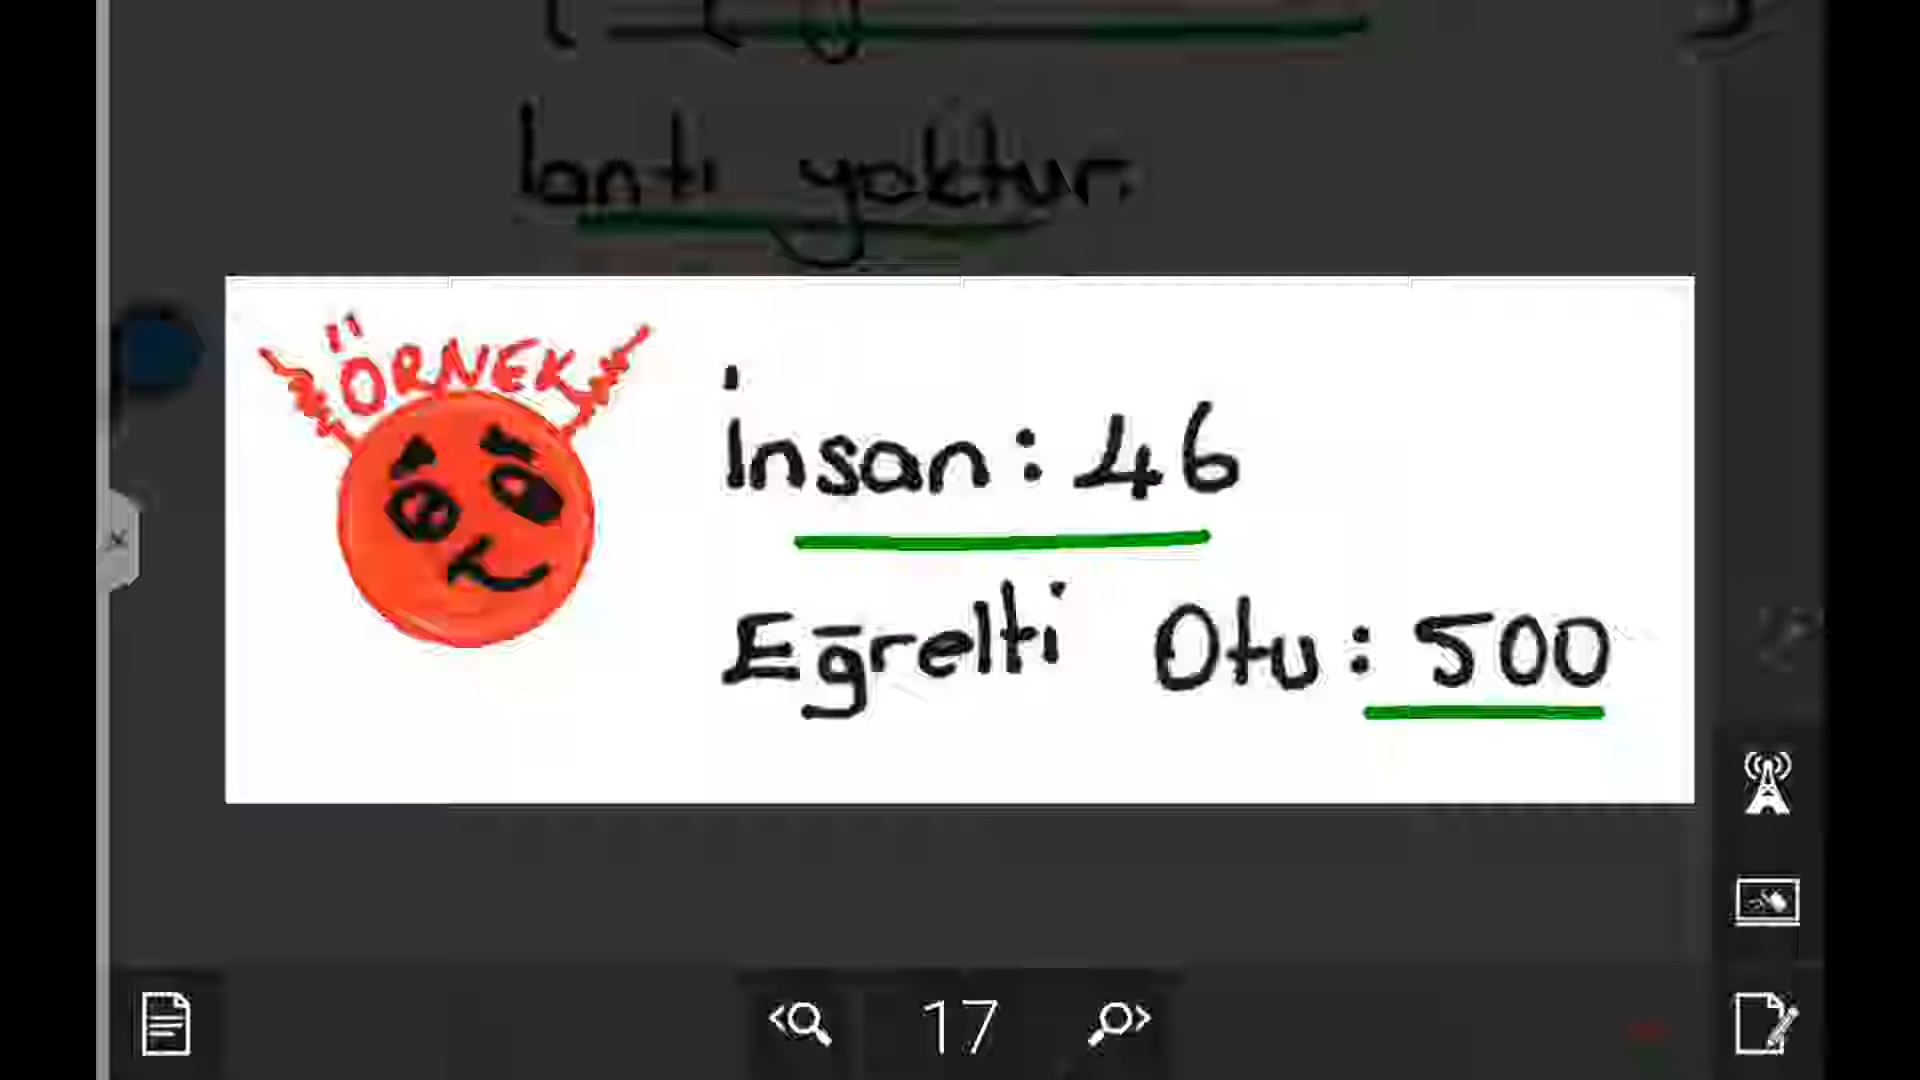 lantı yoktur.
ÖRNEK
İnsan: 46
Eğrelti Otu: 500
17